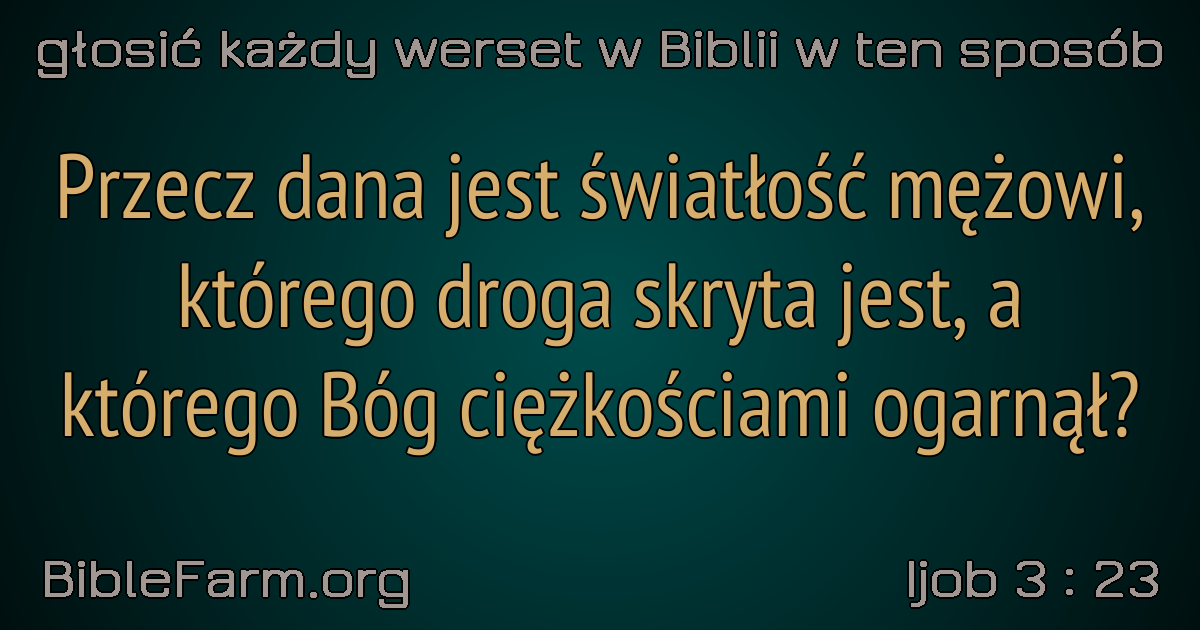 głosić każdy werset w Biblii w ten sposób
Przecz dana jest światłość mężowi,
którego droga skryta jest, a
którego Bóg ciężkościami ogarnął?
BibleFarm.org
Ijob 3 : 23